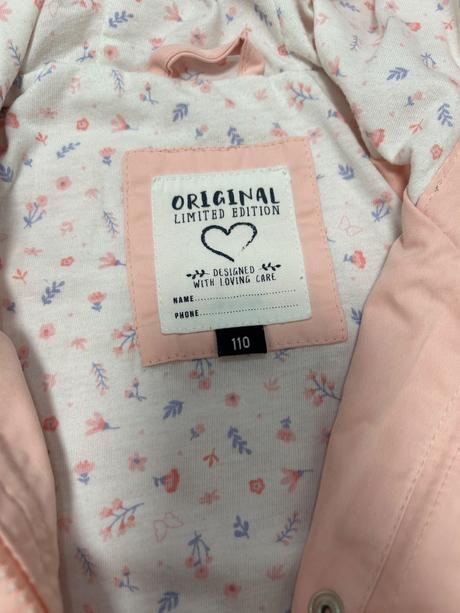 ORIGINAL
LIMITED EDITION
DESIGNED
WITH LOVING CARE
NAME..............................
PHONE..............................
110